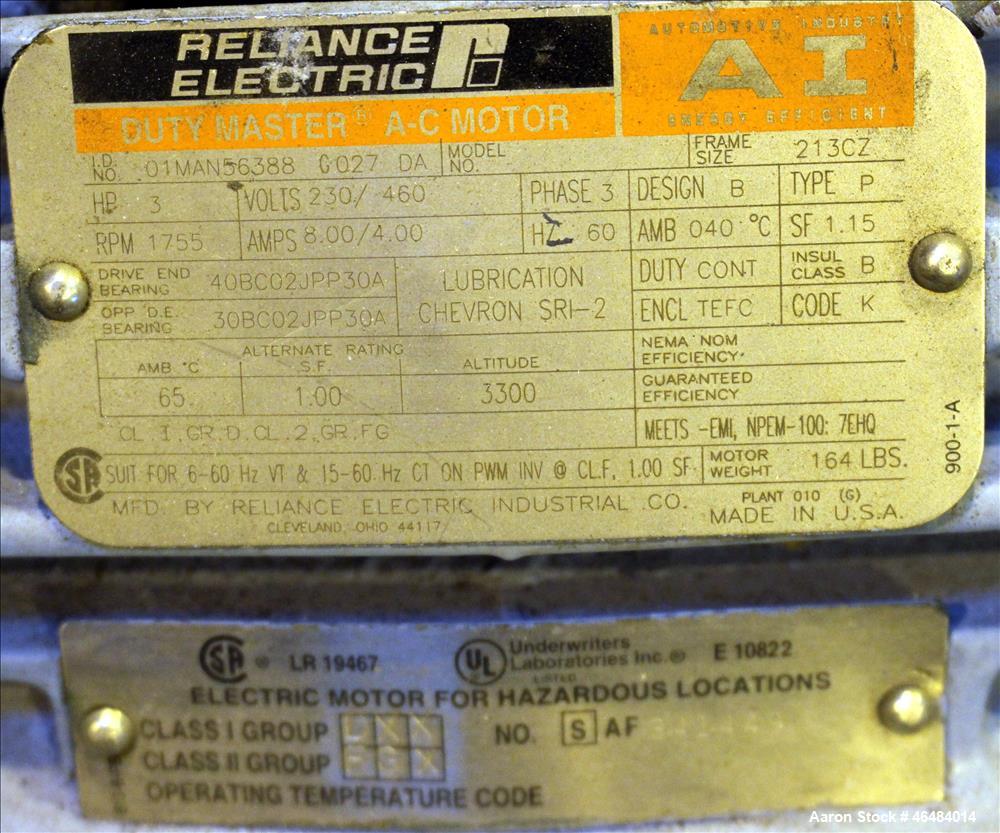 RELIANCE
ELECTRIC
AUTOMOTIVE INDUSTRY
AI
ENERGY EFFICIENT
DUTY MASTER® A-C MOTOR
I.D. NO. 01MAN56388 G027 DA MODEL NO. FRAME SIZE 213CZ
HP 3 VOLTS 230/ 460 PHASE 3 DESIGN B TYPE P
RPM 1755 AMPS 8.00/4.00 HZ 60 AMB 040 °C SF 1.15
DRIVE END BEARING 40BC02JPP30A LUBRICATION DUTY CONT INSUL CLASS B
OPP D.E. BEARING 30BC02JPP30A CHEVRON SRI-2 ENCL TEFC CODE K
ALTERNATE RATING
AMB °C S.F. ALTITUDE
NEMA NOM EFFICIENCY
65 1.00 3300
GUARANTEED EFFICIENCY
CL.I,GR.D,CL.2,GR.FG
MEETS -EMI, NPEM-100: 7EHQ
SA SUIT FOR 6-60 Hz VT & 15-60 Hz CT ON PWM INV @ CLF, 1.00 SF MOTOR WEIGHT 164 LBS.
900-1-A
MFD. BY RELIANCE ELECTRIC INDUSTRIAL CO. PLANT 010 (G)
CLEVELAND, OHIO 44117 MADE IN U.S.A.
SA ® LR 19467 UL Underwriters Laboratories Inc.® LISTED E 10822
ELECTRIC MOTOR FOR HAZARDOUS LOCATIONS
CLASS I GROUP DXX NO. S AF
CLASS II GROUP FGX
OPERATING TEMPERATURE CODE
Aaron Stock # 46484014